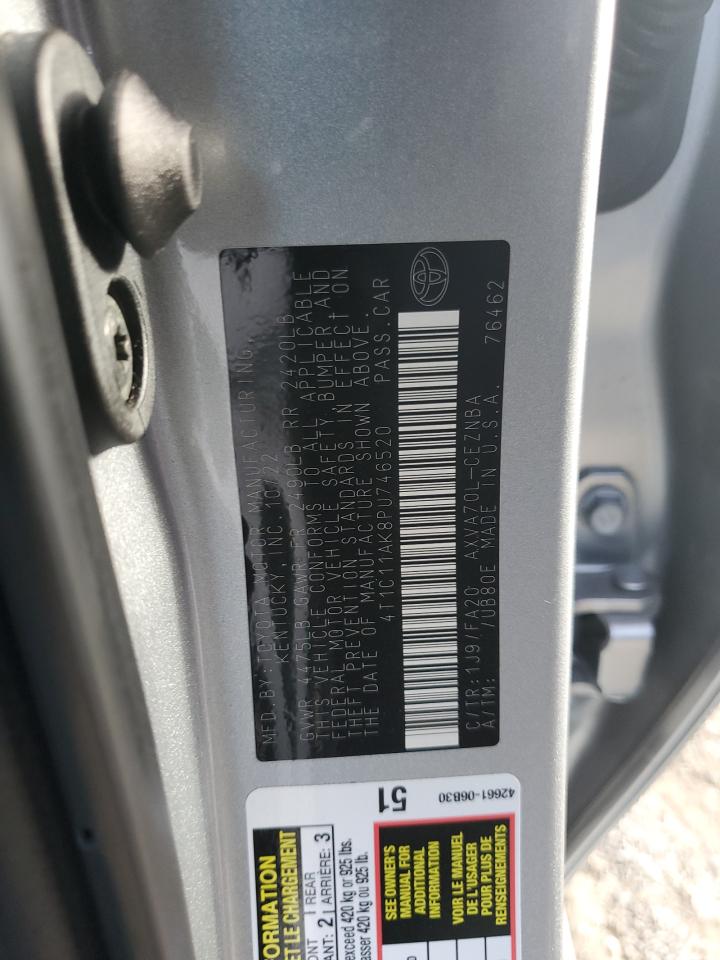 MFD.BY:TOYOTA MOTOR MANUFACTURING,
KENTUCKY, INC. 10/22
GVWR 4475LB GAWR FR 2490LB RR 2420LB
THIS VEHICLE CONFORMS TO ALL APPLICABLE
FEDERAL MOTOR VEHICLE SAFETY, BUMPER AND
THEFT PREVENTION STANDARDS IN EFFECT ON
THE DATE OF MANUFACTURE SHOWN ABOVE.
4T1C11AK8PU746520 PASS.CAR
C/TR:1J9/FA20 AXVA70L-CEZNBA
A/TM: /UB80E MADE IN U.S.A. 76462
51
42661-06B30
FORMATION
ET LE CHARGEMENT
ONT
REAR
ANT: 2
ARRIÈRE: 3
exceed 420 kg or 925 lbs.
asser 420 kg ou 925 lb.
SEE OWNER'S
MANUAL FOR
ADDITIONAL
INFORMATION
VOIR LE MANUEL
DE L'USAGER
POUR PLUS DE
RENSEIGNEMENTS